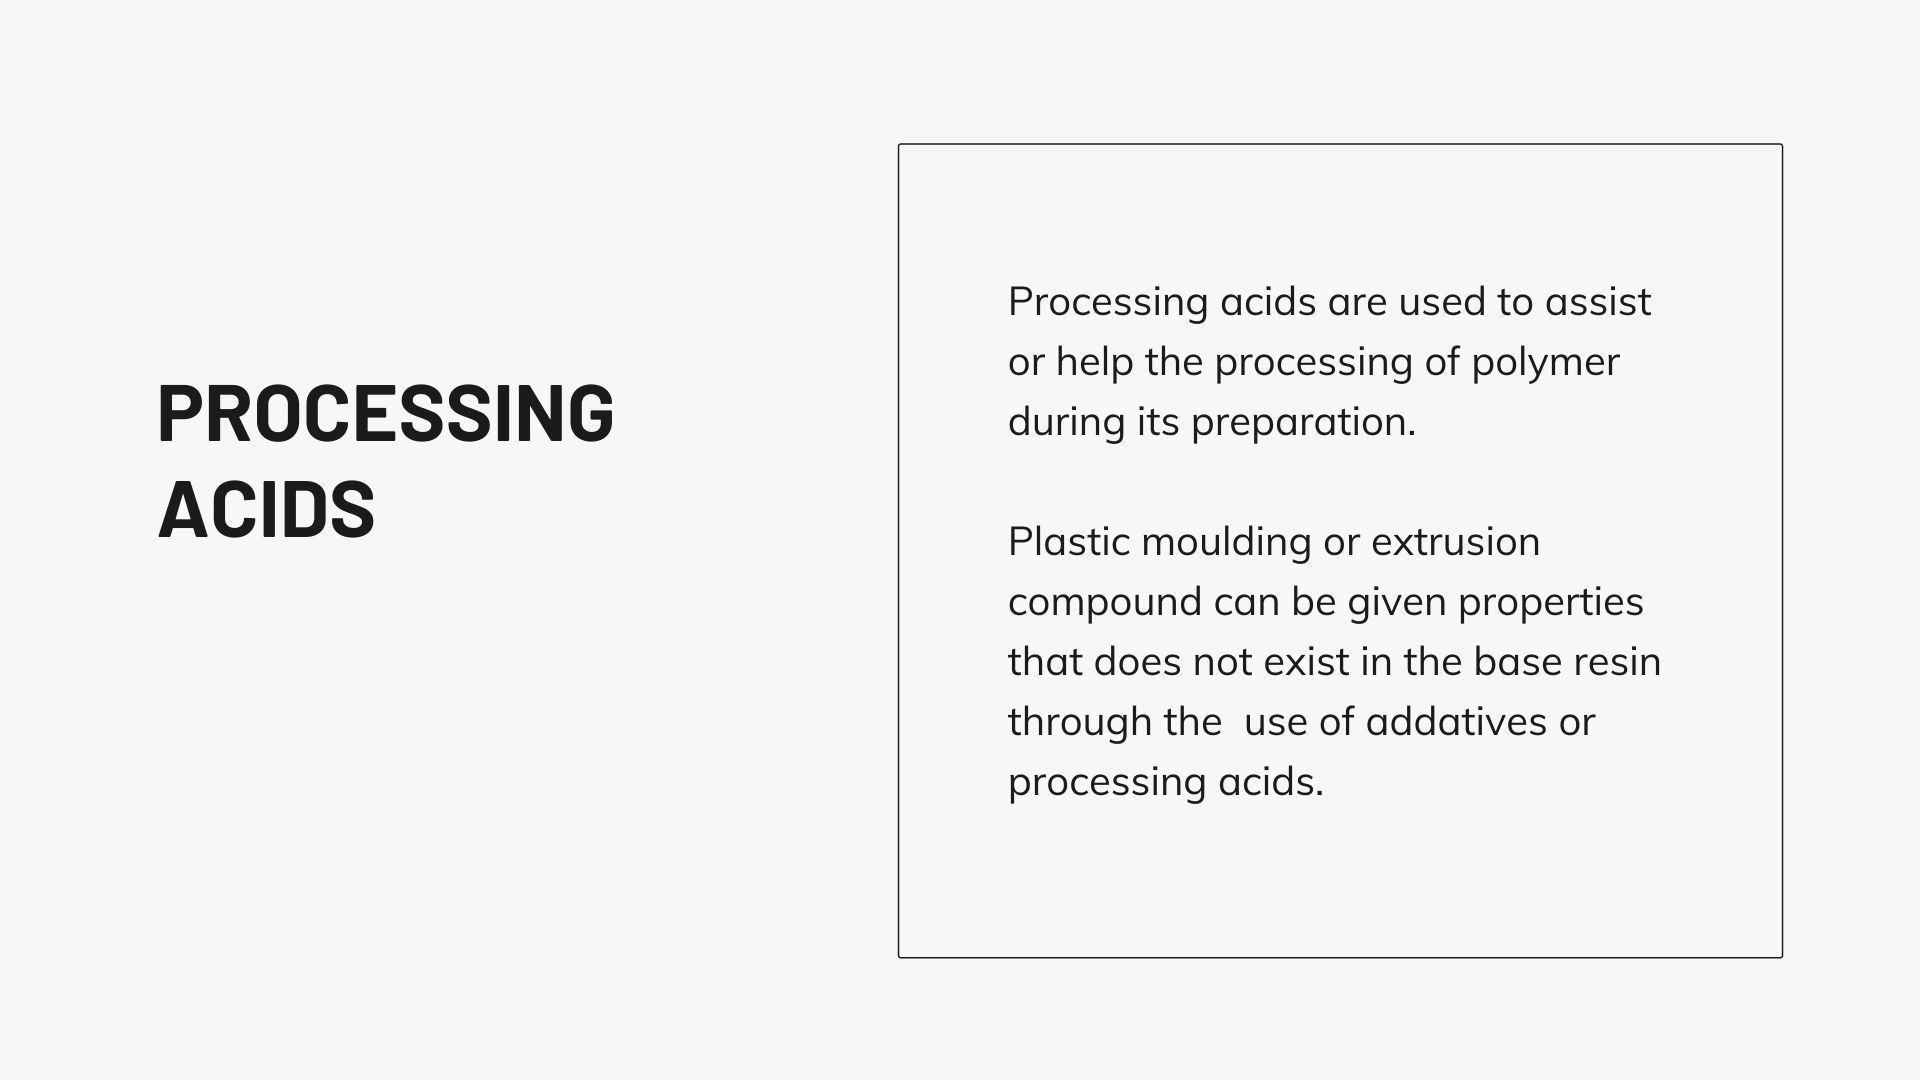 PROCESSING
ACIDS
Processing acids are used to assist
or help the processing of polymer
during its preparation.
Plastic moulding or extrusion
compound can be given properties
that does not exist in the base resin
through the  use of addatives or
processing acids.